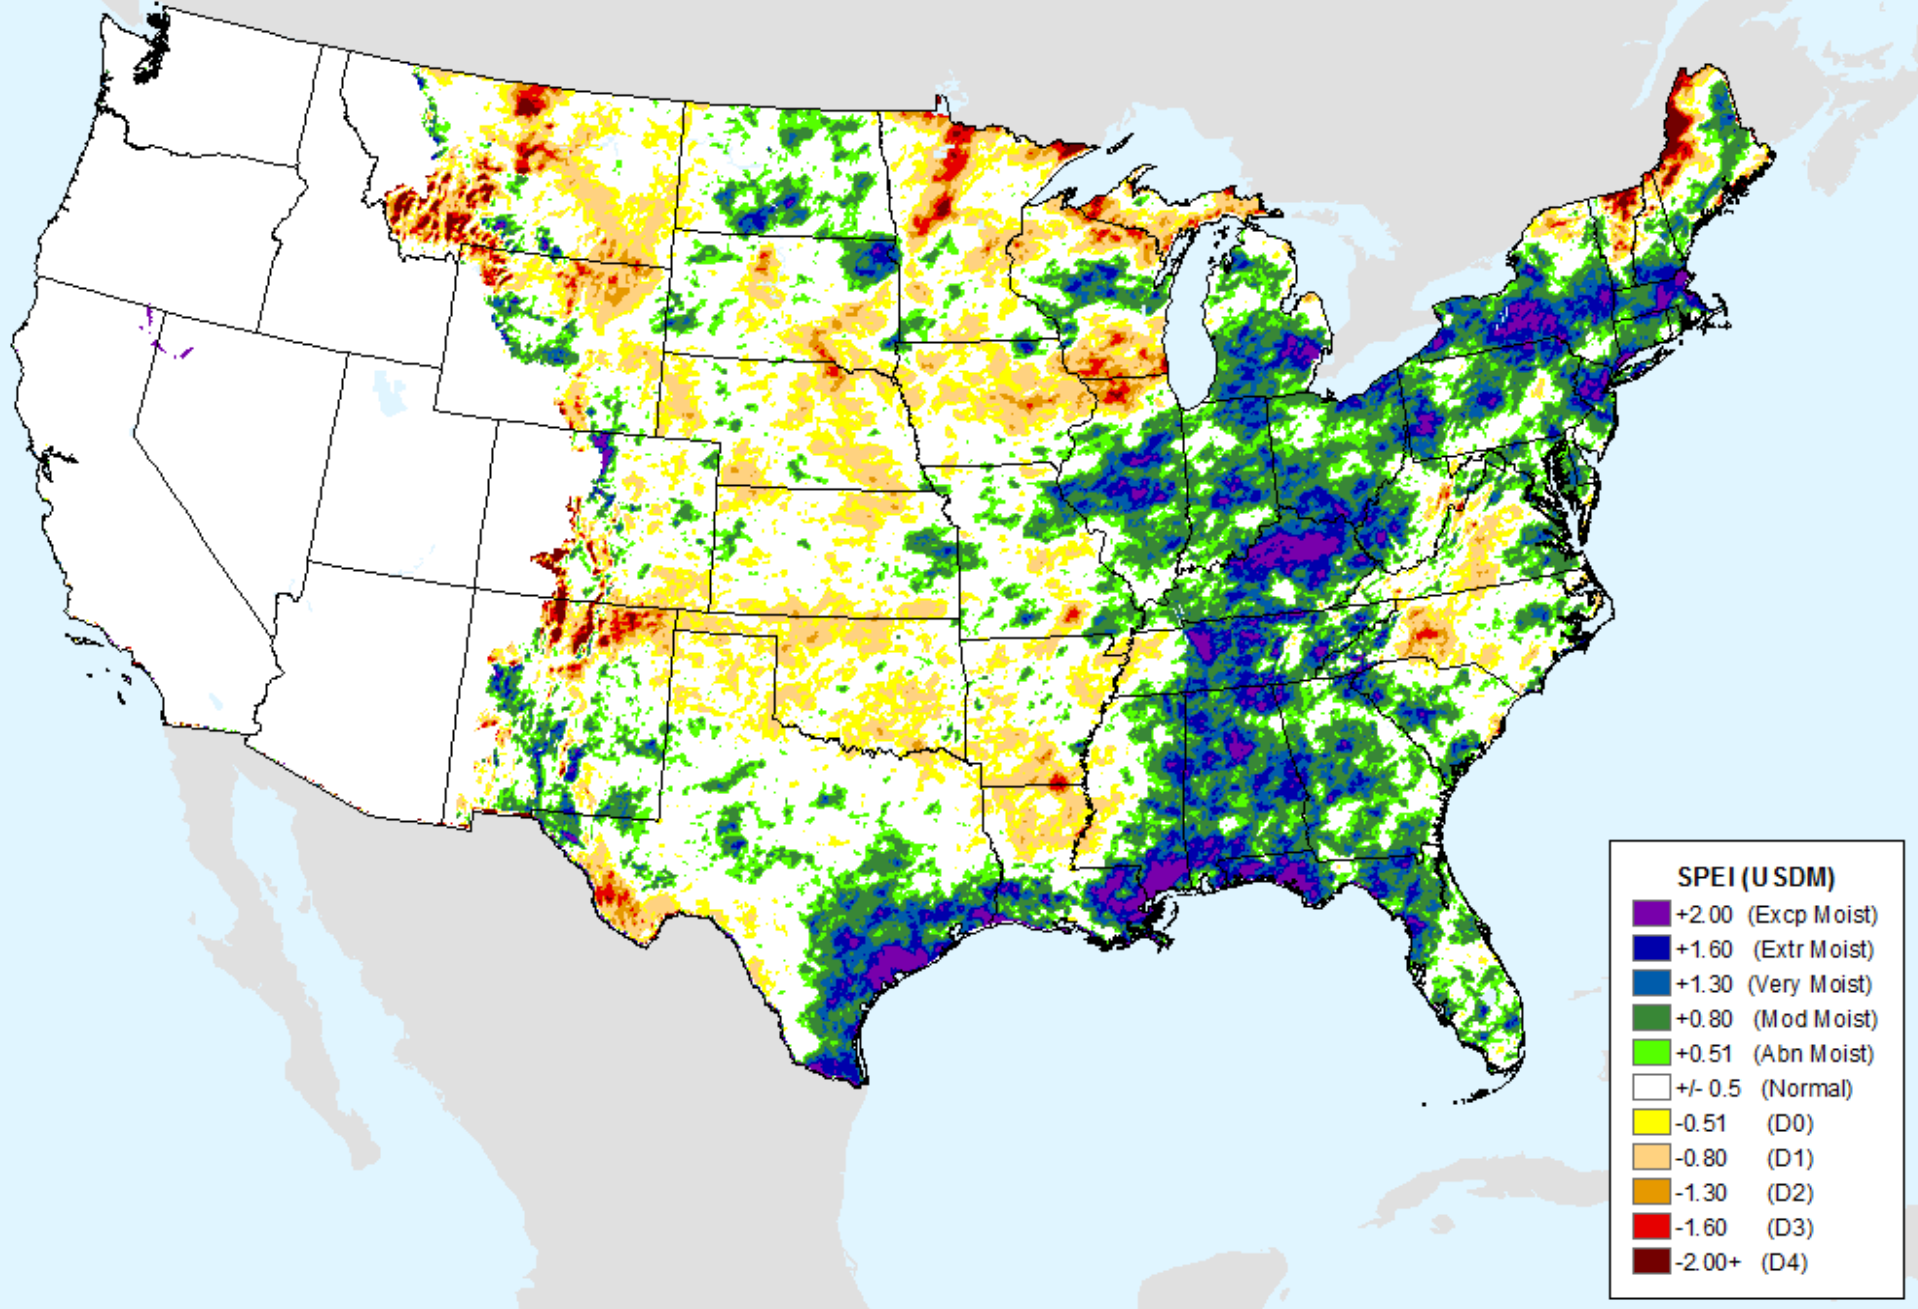 SPEI (USDM)
+2.00 (Excp Moist)
+1.60 (Extr Moist)
+1.30 (Very Moist)
+0.80 (Mod Moist)
+0.51 (Abn Moist)
+/- 0.5 (Normal)
-0.51 (D0)
-0.80 (D1)
-1.30 (D2)
-1.60 (D3)
-2.00+ (D4)